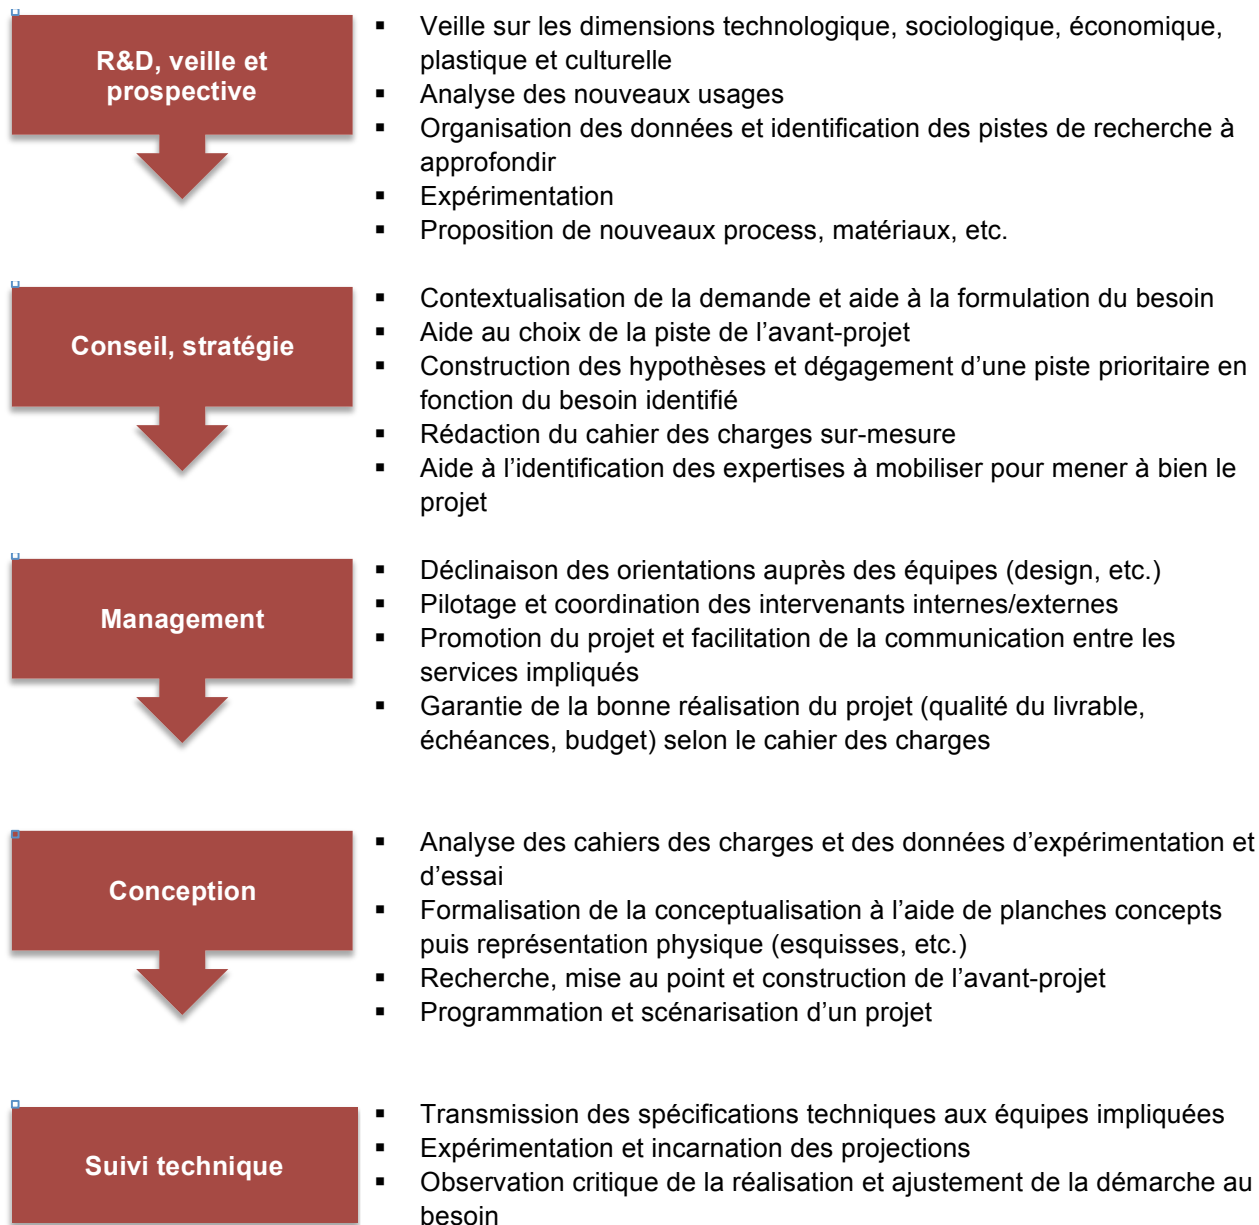 R&D, veille et
prospective
▪ Veille sur les dimensions technologique, sociologique, économique,
plastique et culturelle
▪ Analyse des nouveaux usages
▪ Organisation des données et identification des pistes de recherche à
approfondir
▪ Expérimentation
▪ Proposition de nouveaux process, matériaux, etc.
Conseil, stratégie
▪ Contextualisation de la demande et aide à la formulation du besoin
▪ Aide au choix de la piste de l’avant-projet
▪ Construction des hypothèses et dégagement d’une piste prioritaire en
fonction du besoin identifié
▪ Rédaction du cahier des charges sur-mesure
▪ Aide à l’identification des expertises à mobiliser pour mener à bien le
projet
Management
▪ Déclinaison des orientations auprès des équipes (design, etc.)
▪ Pilotage et coordination des intervenants internes/externes
▪ Promotion du projet et facilitation de la communication entre les
services impliqués
▪ Garantie de la bonne réalisation du projet (qualité du livrable,
échéances, budget) selon le cahier des charges
Conception
▪ Analyse des cahiers des charges et des données d’expérimentation et
d’essai
▪ Formalisation de la conceptualisation à l’aide de planches concepts
puis représentation physique (esquisses, etc.)
▪ Recherche, mise au point et construction de l’avant-projet
▪ Programmation et scénarisation d’un projet
Suivi technique
▪ Transmission des spécifications techniques aux équipes impliquées
▪ Expérimentation et incarnation des projections
▪ Observation critique de la réalisation et ajustement de la démarche au
besoin